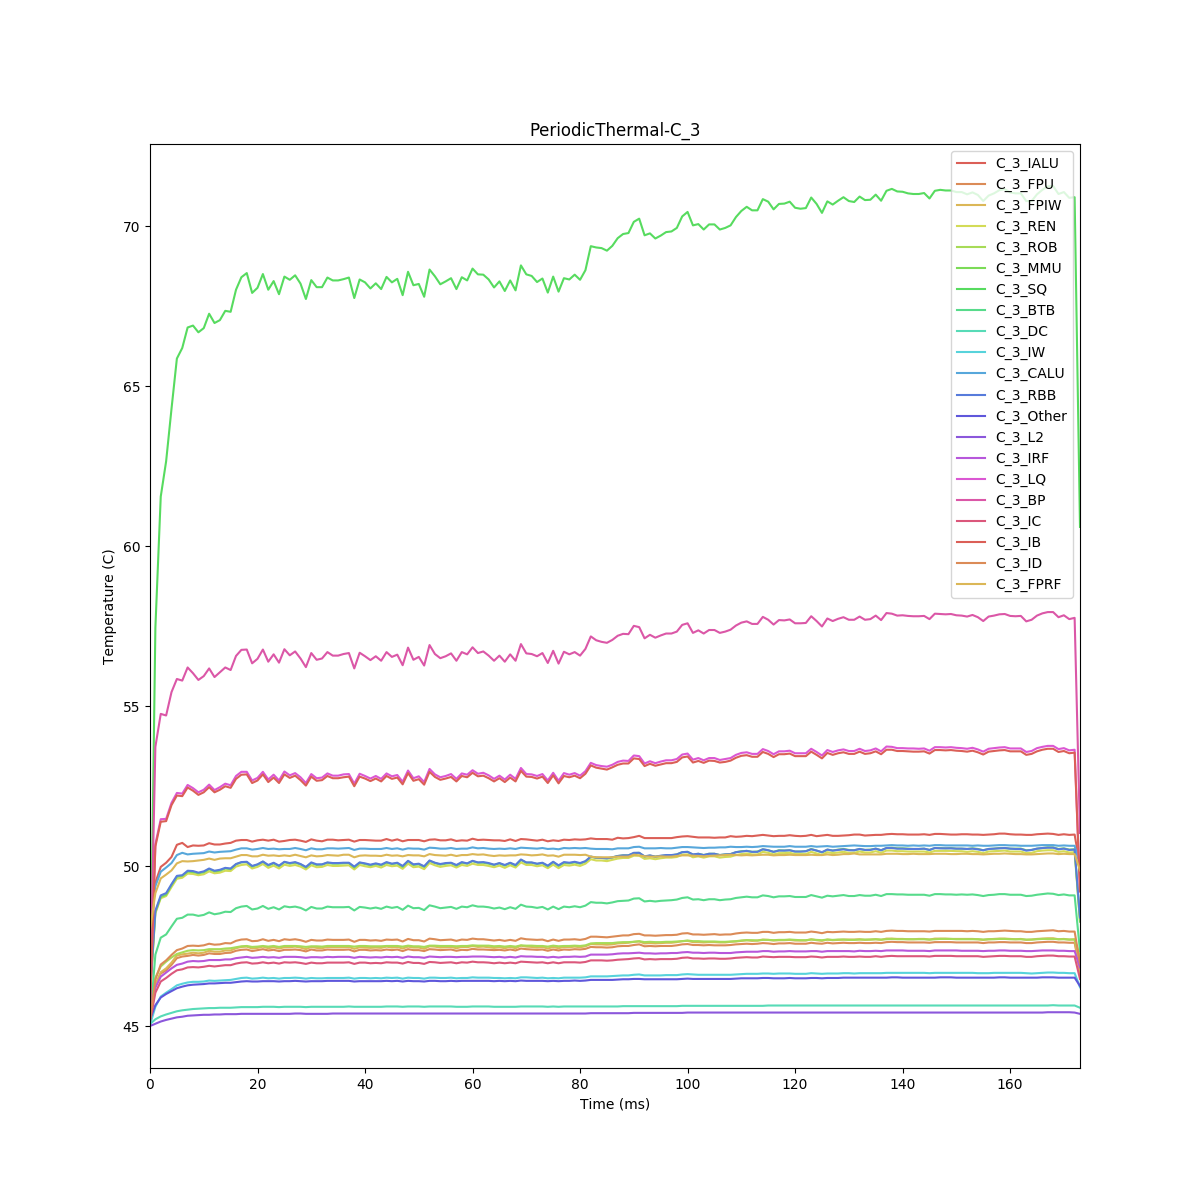 PeriodicThermal-C_3
C_3_IALU
C_3_FPU
C_3_FPIW
C_3_REN
C_3_ROB
C_3_MMU
C_3_SQ
C_3_BTB
C_3_DC
C_3_IW
C_3_CALU
C_3_RBB
C_3_Other
C_3_L2
C_3_IRF
C_3_LQ
C_3_BP
C_3_IC
C_3_IB
C_3_ID
C_3_FPRF
70
65
60
55
50
45
Temperature (C)
0 20 40 60 80 100 120 140 160
Time (ms)